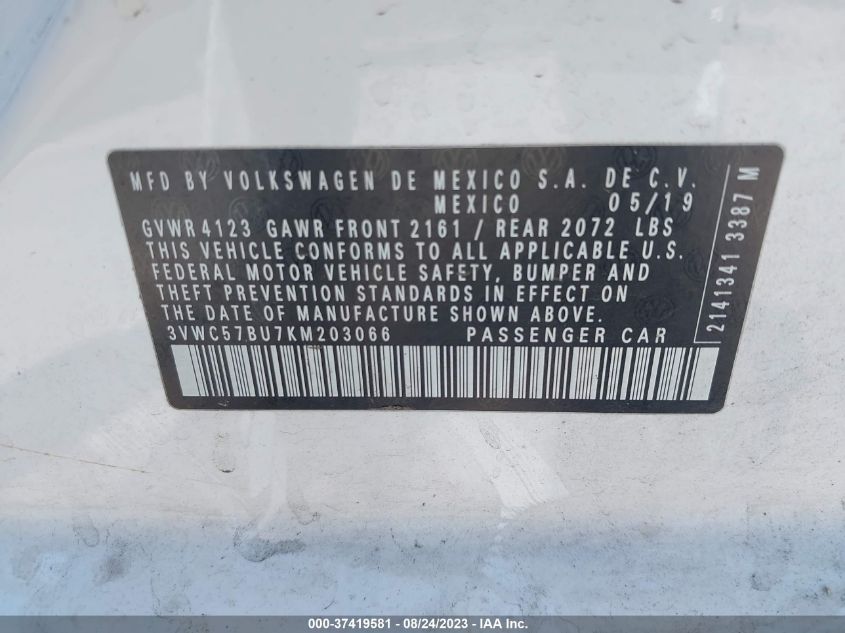 MFD BY VOLKSWAGEN DE MEXICO S.A. DE C.V.
MEXICO 05/19
GVWR 4123 GAWR FRONT 2161 / REAR 2072 LBS
THIS VEHICLE CONFORMS TO ALL APPLICABLE U.S.
FEDERAL MOTOR VEHICLE SAFETY, BUMPER AND
THEFT PREVENTION STANDARDS IN EFFECT ON
THE DATE OF MANUFACTURE SHOWN ABOVE.
3VWC57BU7KM203066 PASSENGER CAR
2141341 3387 M
000-37419581 - 08/24/2023 - IAA Inc.